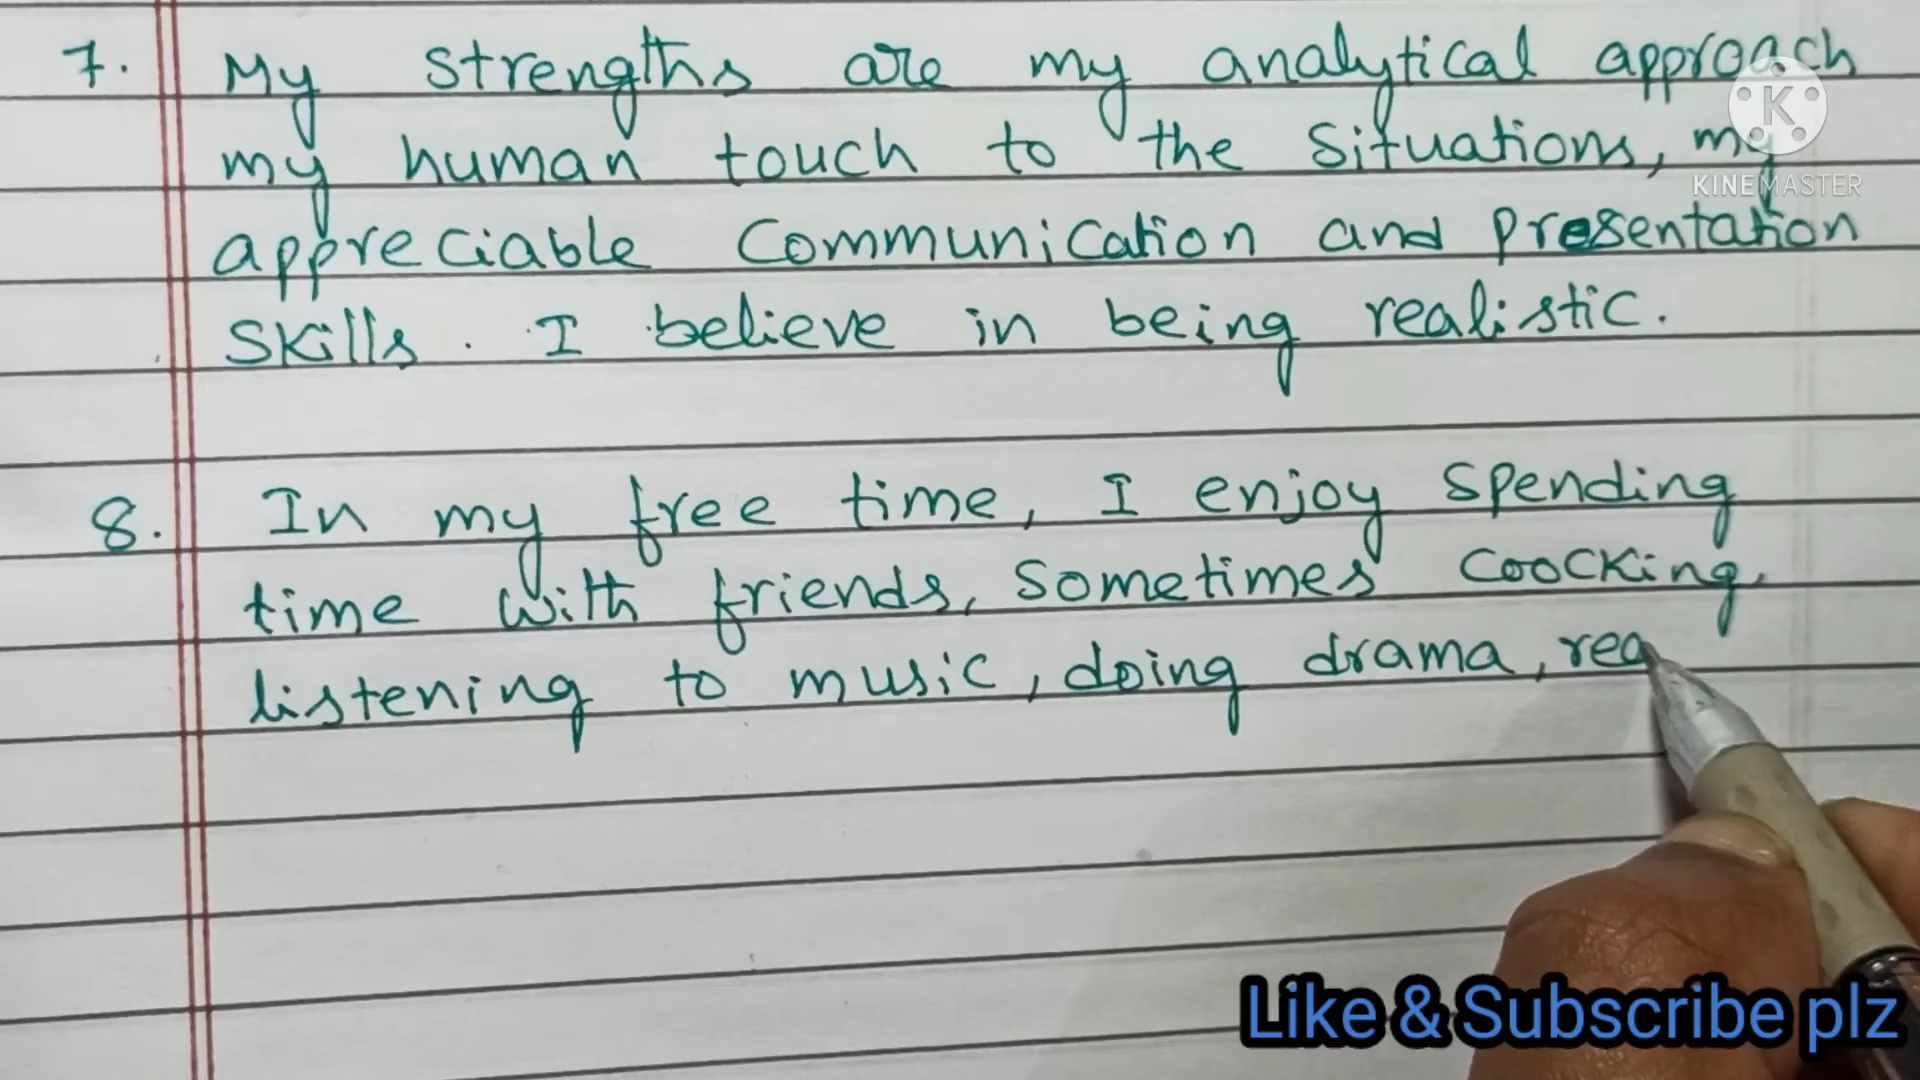 7. My strengths are my analytical approach
my human touch to the situations, my
KINEMASTER
appreciable communication and presentation
skills. I believe in being realistic.
8. In my free time, I enjoy spending
time with friends, sometimes coocking,
listening to music, doing drama, rea
Like & Subscribe plz